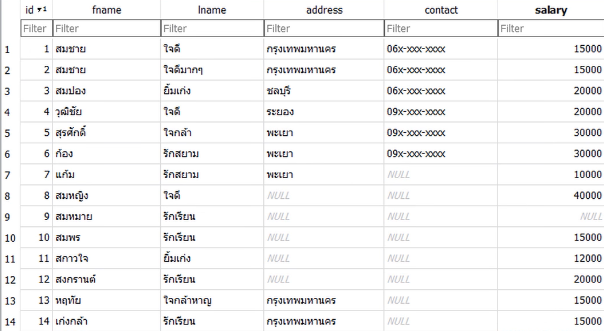 id fname lname address contact salary
Filter Filter Filter Filter Filter Filter
1 1 สมชาย ใจดี กรุงเทพมหานคร 06x-xxx-xxxx 15000
2 2 สมชาย ใจดีมากๆ กรุงเทพมหานคร 06x-xxx-xxxx 15000
3 3 สมปอง ยิ้มเก่ง ชลบุรี 06x-xxx-xxxx 20000
4 4 วุฒิชัย ใจดี ระยอง 09x-xxx-xxxx 20000
5 5 สุรศักดิ์ ใจกล้า พะเยา 09x-xxx-xxxx 30000
6 6 ก้อง รักสยาม พะเยา 09x-xxx-xxxx 30000
7 7 แก้ม รักสยาม พะเยา NULL 10000
8 8 สมหญิง ใจดี NULL NULL 40000
9 9 สมหมาย รักเรียน NULL NULL NULL
10 10 สมพร รักเรียน NULL NULL 15000
11 11 สกาวใจ ยิ้มเก่ง NULL NULL 12000
12 12 สงกรานต์ รักเรียน NULL NULL 20000
13 13 หฤทัย ใจกล้าหาญ กรุงเทพมหานคร NULL 15000
14 14 เก่งกล้า รักเรียน กรุงเทพมหานคร NULL 15000